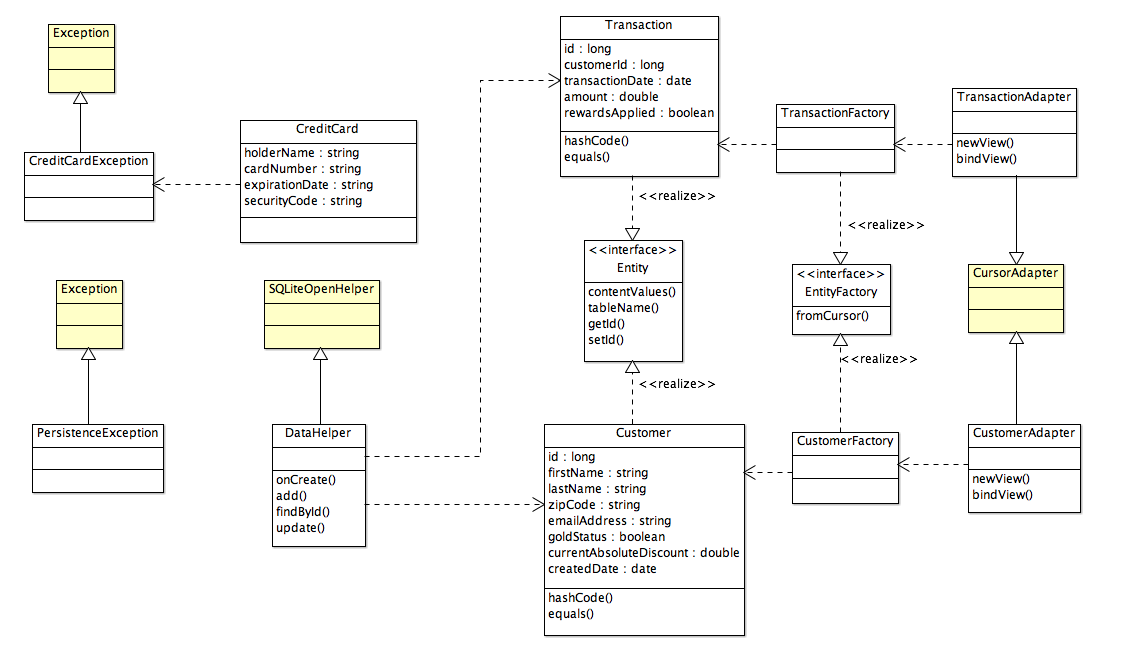 Exception
CreditCardException
CreditCard
holderName : string
cardNumber : string
expirationDate : string
securityCode : string
Transaction
id : long
customerId : long
transactionDate : date
amount : double
rewardsApplied : boolean
hashCode()
equals()
TransactionFactory
TransactionAdapter
newView()
bindView()
<<realize>>
<<realize>>
<<interface>>
Entity
contentValues()
tableName()
getId()
setId()
<<interface>>
EntityFactory
fromCursor()
CursorAdapter
Exception
SQLiteOpenHelper
<<realize>>
<<realize>>
PersistenceException
DataHelper
onCreate()
add()
findById()
update()
Customer
id : long
firstName : string
lastName : string
zipCode : string
emailAddress : string
goldStatus : boolean
currentAbsoluteDiscount : double
createdDate : date
hashCode()
equals()
CustomerFactory
CustomerAdapter
newView()
bindView()